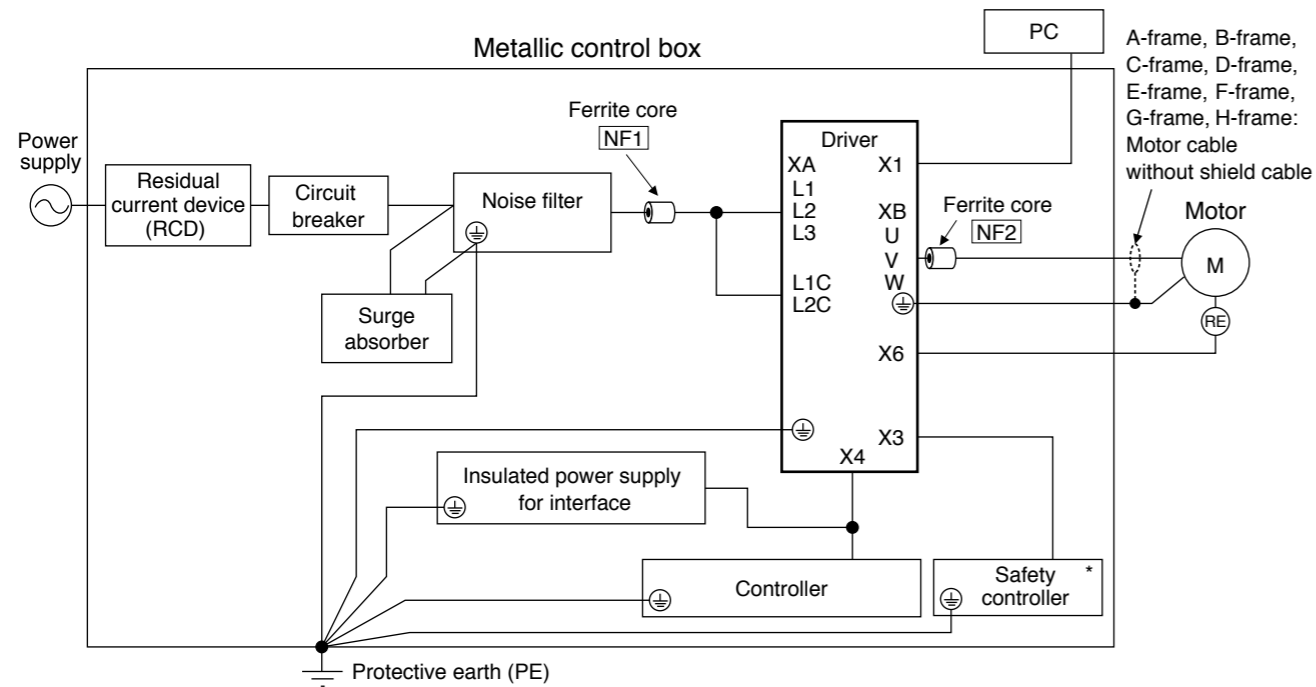 PC
A-frame, B-frame,
C-frame, D-frame,
E-frame, F-frame,
G-frame, H-frame:
Motor cable
without shield cable
Metallic control box
Power
supply
Residual
current device
(RCD)
Circuit
breaker
Noise filter
Surge
absorber
Ferrite core
NF1
Driver
XA
L1
L2
L3
L1C
L2C
X1
XB
U
V
W
X6
X3
X4
Ferrite core
NF2
Motor
M
RE
Insulated power supply
for interface
Controller
Safety *
controller
Protective earth (PE)